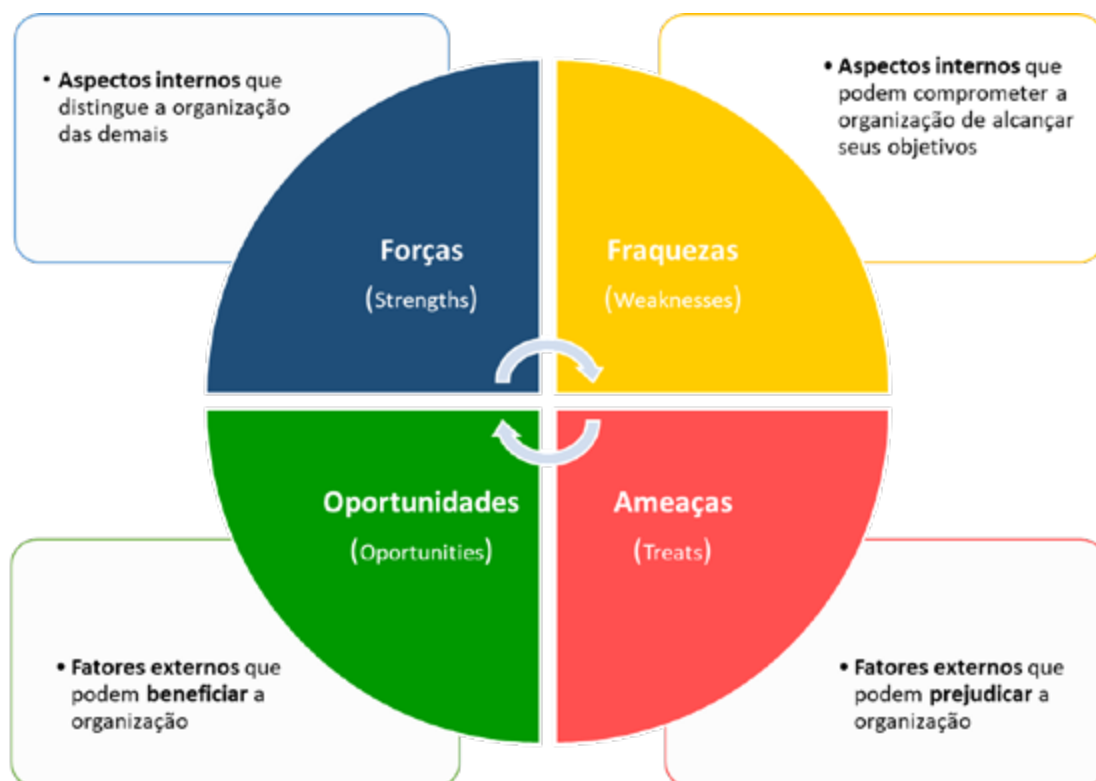 • Aspectos internos que
distingue a organização
das demais
• Aspectos internos que
podem comprometer a
organização de alcançar
seus objetivos
Forças
(Strengths)
Fraquezas
(Weaknesses)
Oportunidades
(Oportunities)
Ameaças
(Treats)
• Fatores externos que
podem beneficiar a
organização
• Fatores externos que
podem prejudicar a
organização